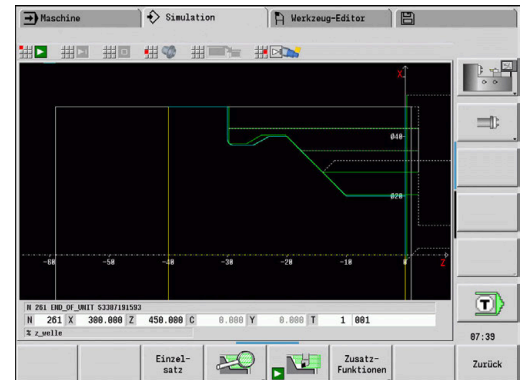 Maschine Simulation Werkzeug-Editor
X
Ø40
Ø20
-60 -50 -40 -30 -20 -10 0 Z
N 261 END_OF_UNIT S3387191593
N 261 X 300.000 Z 450.000 C 0.000 Y 0.000 T 1 001
% z_welle
T
07:39
Einzel-
satz
Zusatz-
Funktionen
Zurück